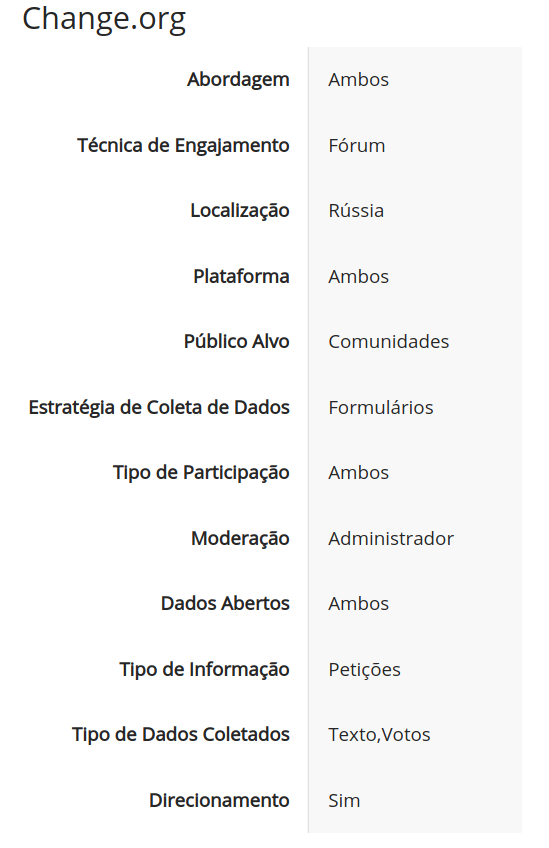 Change.org
Abordagem Ambos
Técnica de Engajamento Fórum
Localização Rússia
Plataforma Ambos
Público Alvo Comunidades
Estratégia de Coleta de Dados Formulários
Tipo de Participação Ambos
Moderação Administrador
Dados Abertos Ambos
Tipo de Informação Petições
Tipo de Dados Coletados Texto,Votos
Direcionamento Sim